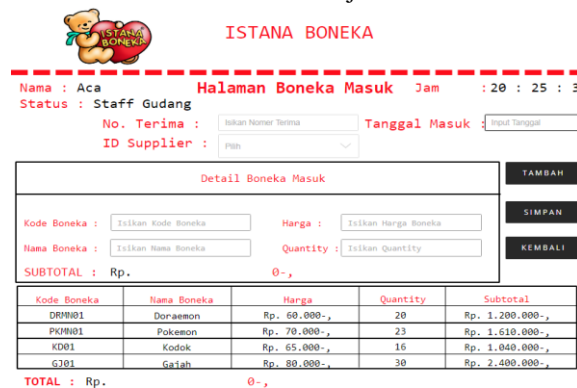 ISTANA
BONEKA
ISTANA BONEKA
Nama : Aca Halaman Boneka Masuk Jam : 20 : 25 : 3
Status : Staff Gudang
No. Terima : Isikan Nomer Terima Tanggal Masuk : Input Tanggal
ID Supplier : Pilih
Detail Boneka Masuk
TAMBAH
SIMPAN
Kode Boneka : Isikan Kode Boneka Harga : Isikan Harga Boneka
Nama Boneka : Isikan Nama Boneka Quantity : Isikan Quantity
KEMBALI
SUBTOTAL : Rp. 0-,
Kode Boneka Nama Boneka Harga Quantity Subtotal
DRMN01 Doraemon Rp. 60.000-, 20 Rp. 1.200.000-,
PKMN01 Pokemon Rp. 70.000-, 23 Rp. 1.610.000-,
KD01 Kodok Rp. 65.000-, 16 Rp. 1.040.000-,
GJ01 Gajah Rp. 80.000-, 30 Rp. 2.400.000-,
TOTAL : Rp. 0-,